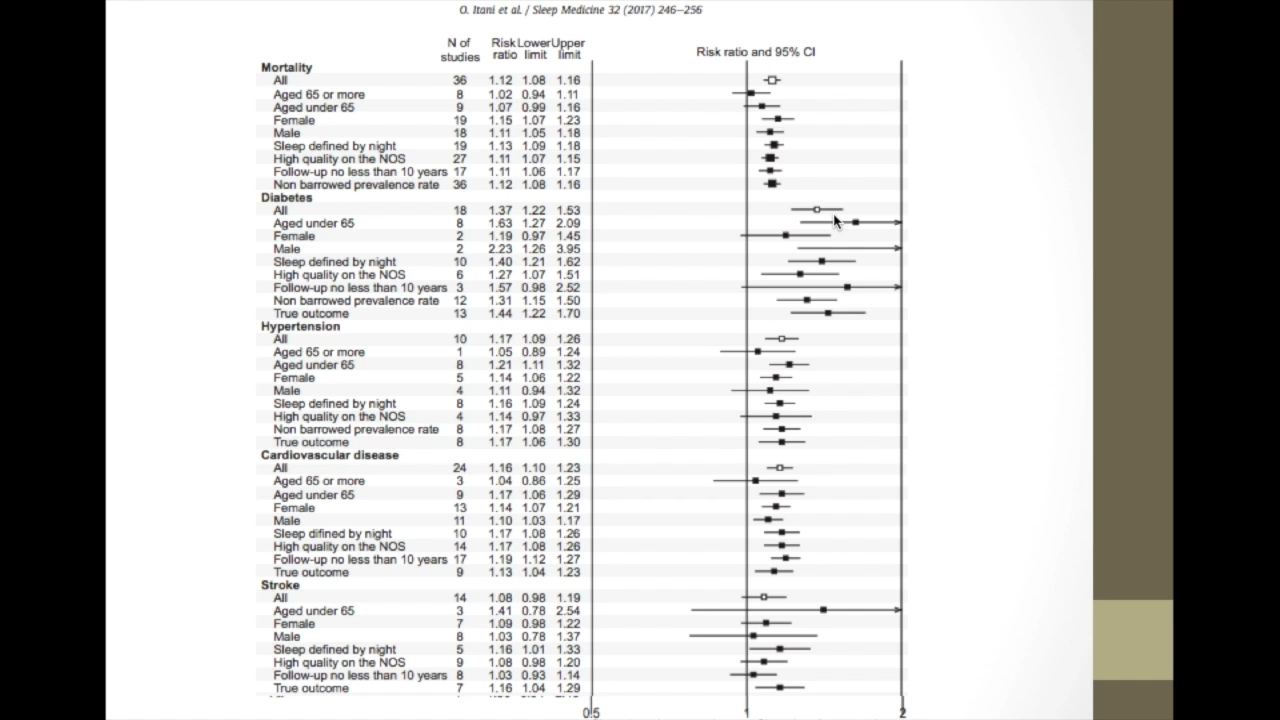 O. Itani et al. / Sleep Medicine 32 (2017) 246–256
N of studies Risk ratio Lower limit Upper limit Risk ratio and 95% CI
Mortality
All 36 1.12 1.08 1.16
Aged 65 or more 8 1.02 0.94 1.11
Aged under 65 9 1.07 0.99 1.16
Female 19 1.15 1.07 1.23
Male 18 1.11 1.05 1.18
Sleep defined by night 19 1.13 1.09 1.18
High quality on the NOS 27 1.11 1.07 1.15
Follow-up no less than 10 years 17 1.11 1.06 1.17
Non barrowed prevalence rate 36 1.12 1.08 1.16
Diabetes
All 18 1.37 1.22 1.53
Aged under 65 8 1.63 1.27 2.09
Female 2 1.19 0.97 1.45
Male 2 2.23 1.26 3.95
Sleep defined by night 10 1.40 1.21 1.62
High quality on the NOS 6 1.27 1.07 1.51
Follow-up no less than 10 years 3 1.57 0.98 2.52
Non barrowed prevalence rate 12 1.31 1.15 1.50
True outcome 13 1.44 1.22 1.70
Hypertension
All 10 1.17 1.09 1.26
Aged 65 or more 1 1.05 0.89 1.24
Aged under 65 8 1.21 1.11 1.32
Female 5 1.14 1.06 1.22
Male 4 1.11 0.94 1.32
Sleep defined by night 8 1.16 1.09 1.24
High quality on the NOS 4 1.14 0.97 1.33
Non barrowed prevalence rate 8 1.17 1.08 1.27
True outcome 8 1.17 1.06 1.30
Cardiovascular disease
All 24 1.16 1.10 1.23
Aged 65 or more 3 1.04 0.86 1.25
Aged under 65 9 1.17 1.06 1.29
Female 13 1.14 1.07 1.21
Male 11 1.10 1.03 1.17
Sleep difined by night 10 1.17 1.08 1.26
High quality on the NOS 14 1.17 1.08 1.26
Follow-up no less than 10 years 17 1.19 1.12 1.27
True outcome 9 1.13 1.04 1.23
Stroke
All 14 1.08 0.98 1.19
Aged under 65 3 1.41 0.78 2.54
Female 7 1.09 0.98 1.22
Male 8 1.03 0.78 1.37
Sleep defined by night 5 1.16 1.01 1.33
High quality on the NOS 9 1.08 0.98 1.20
Follow-up no less than 10 years 8 1.03 0.93 1.14
True outcome 7 1.16 1.04 1.29
0.5 1 2